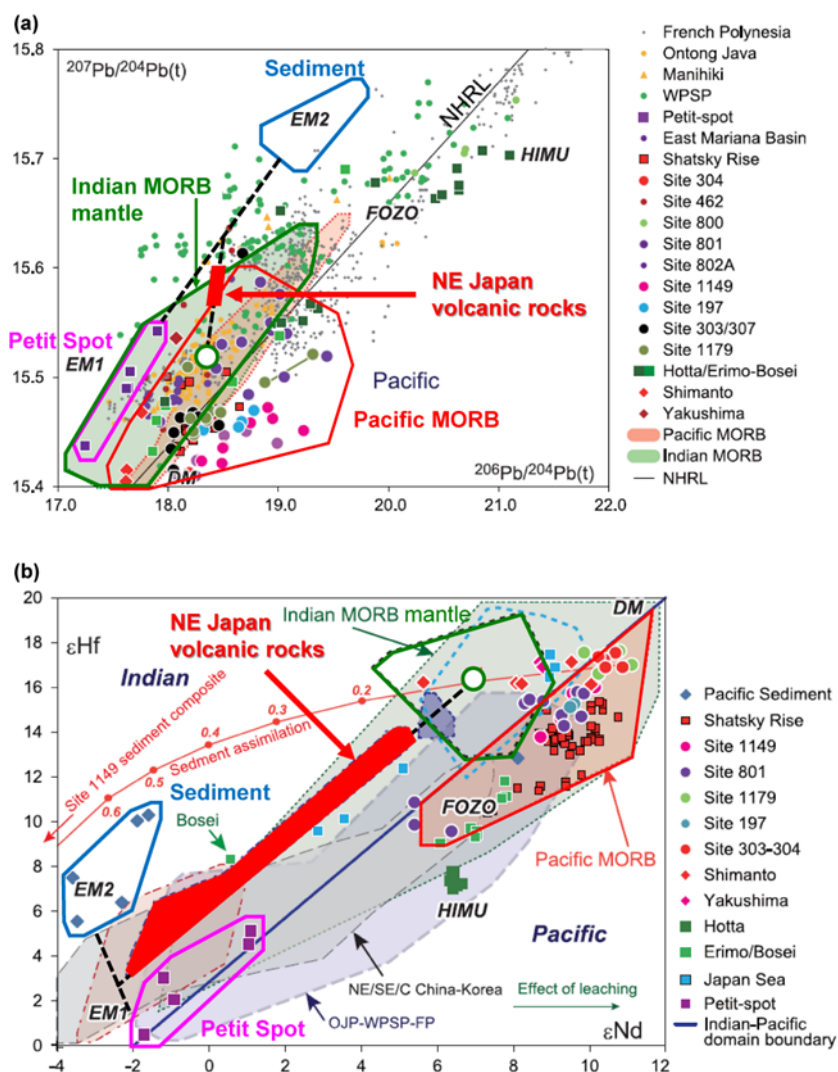 (a)
15.8
15.7
15.6
15.5
15.4
17.0
18.0
19.0
20.0
21.0
22.0
207Pb/204Pb(t)
206Pb/204Pb(t)
Sediment
EM2
NHRL
HIMU
FOZO
Indian MORB
mantle
NE Japan
volcanic rocks
Petit Spot
EM1
Pacific
Pacific MORB
DM
French Polynesia
Ontong Java
Manihiki
WPSP
Petit-spot
East Mariana Basin
Shatsky Rise
Site 304
Site 462
Site 800
Site 801
Site 802A
Site 1149
Site 197
Site 303/307
Site 1179
Hotta/Erimo-Bosei
Shimanto
Yakushima
Pacific MORB
Indian MORB
NHRL
(b)
20
18
16
14
12
10
8
6
4
2
0
-4
-2
0
2
4
6
8
10
12
εHf
εNd
NE Japan
volcanic rocks
Indian MORB mantle
DM
Indian
Site 1149 sediment composite
Sediment assimilation
0.2
0.3
0.4
0.5
0.6
Sediment
Bosei
EM2
FOZO
Pacific MORB
HIMU
Pacific
EM1
NE/SE/C China-Korea
Effect of leaching
Petit Spot
OJP-WPSP-FP
Pacific Sediment
Shatsky Rise
Site 1149
Site 801
Site 1179
Site 197
Site 303-304
Shimanto
Yakushima
Hotta
Erimo/Bosei
Japan Sea
Petit-spot
Indian-Pacific
domain boundary